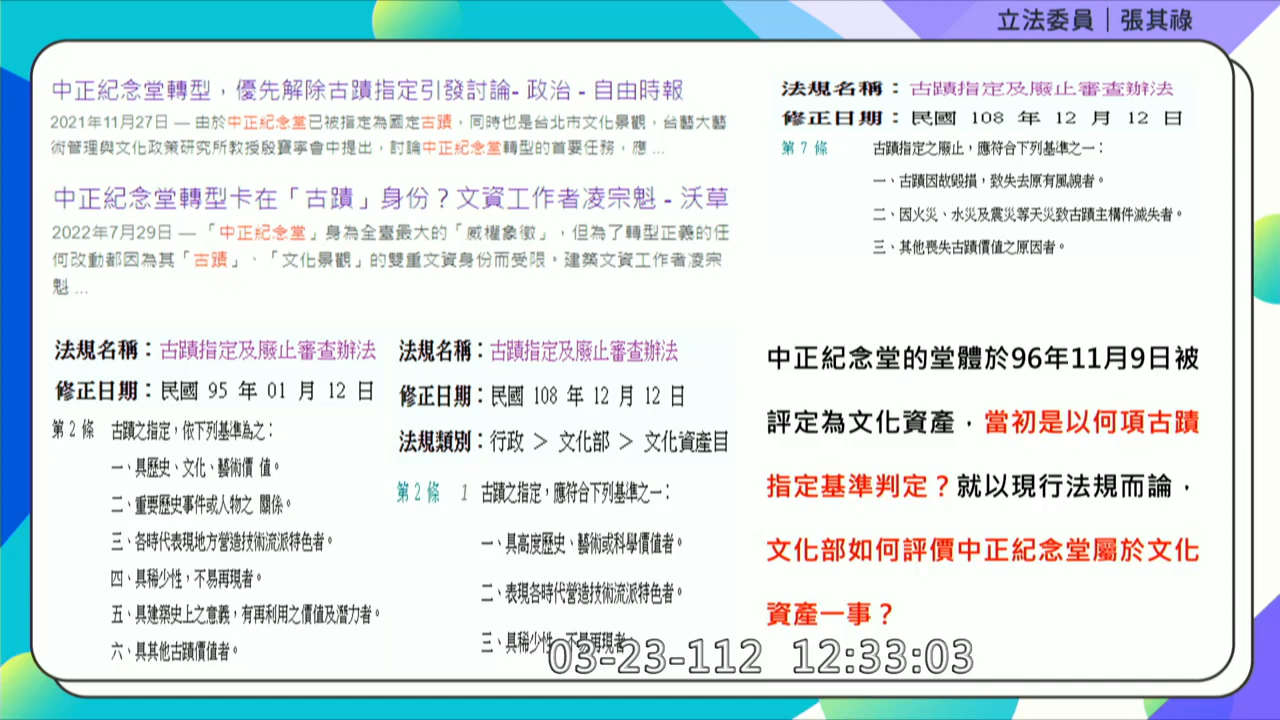 立法委員｜張其祿
中正紀念堂轉型，優先解除古蹟指定引發討論- 政治 - 自由時報
2021年11月27日 — 由於中正紀念堂已被指定為國定古蹟，同時也是台北市文化景觀，台藝大藝
術管理與文化政策研究所教授殷寶寧會中提出，討論中正紀念堂轉型的首要任務，應 ...
中正紀念堂轉型卡在「古蹟」身份？文資工作者凌宗魁 - 沃草
2022年7月29日 — 「中正紀念堂」身為全臺最大的「威權象徵」，但為了轉型正義的任
何改動都因為其「古蹟」、「文化景觀」的雙重文資身份而受限。建築文資工作者凌宗
魁 ...
法規名稱：古蹟指定及廢止審查辦法
修正日期：民國 108 年 12 月 12 日
第 7 條 古蹟指定之廢止，應符合下列基準之一：
一、古蹟因故毀損，致失去原有風貌者。
二、因火災、水災及震災等天災致古蹟主構件滅失者。
三、其他喪失古蹟價值之原因者。
法規名稱：古蹟指定及廢止審查辦法
修正日期：民國 95 年 01 月 12 日
第 2 條 古蹟之指定，依下列基準為之：
一、具歷史、文化、藝術價 值。
二、重要歷史事件或人物之 關係。
三、各時代表現地方營造技術流派特色者。
四、具稀少性，不易再現者。
五、具建築史上之意義，有再利用之價值及潛力者。
六、具其他古蹟價值者。
法規名稱：古蹟指定及廢止審查辦法
修正日期：民國 108 年 12 月 12 日
法規類別：行政 ＞ 文化部 ＞ 文化資產目
第 2 條 1 古蹟之指定，應符合下列基準之一：
一、具高度歷史、藝術或科學價值者。
二、表現各時代營造技術流派特色者。
三、具稀少性，不易再現者。
中正紀念堂的堂體於96年11月9日被
評定為文化資產，當初是以何項古蹟
指定基準判定？就以現行法規而論，
文化部如何評價中正紀念堂屬於文化
資產一事？
03-23-112 12:33:03